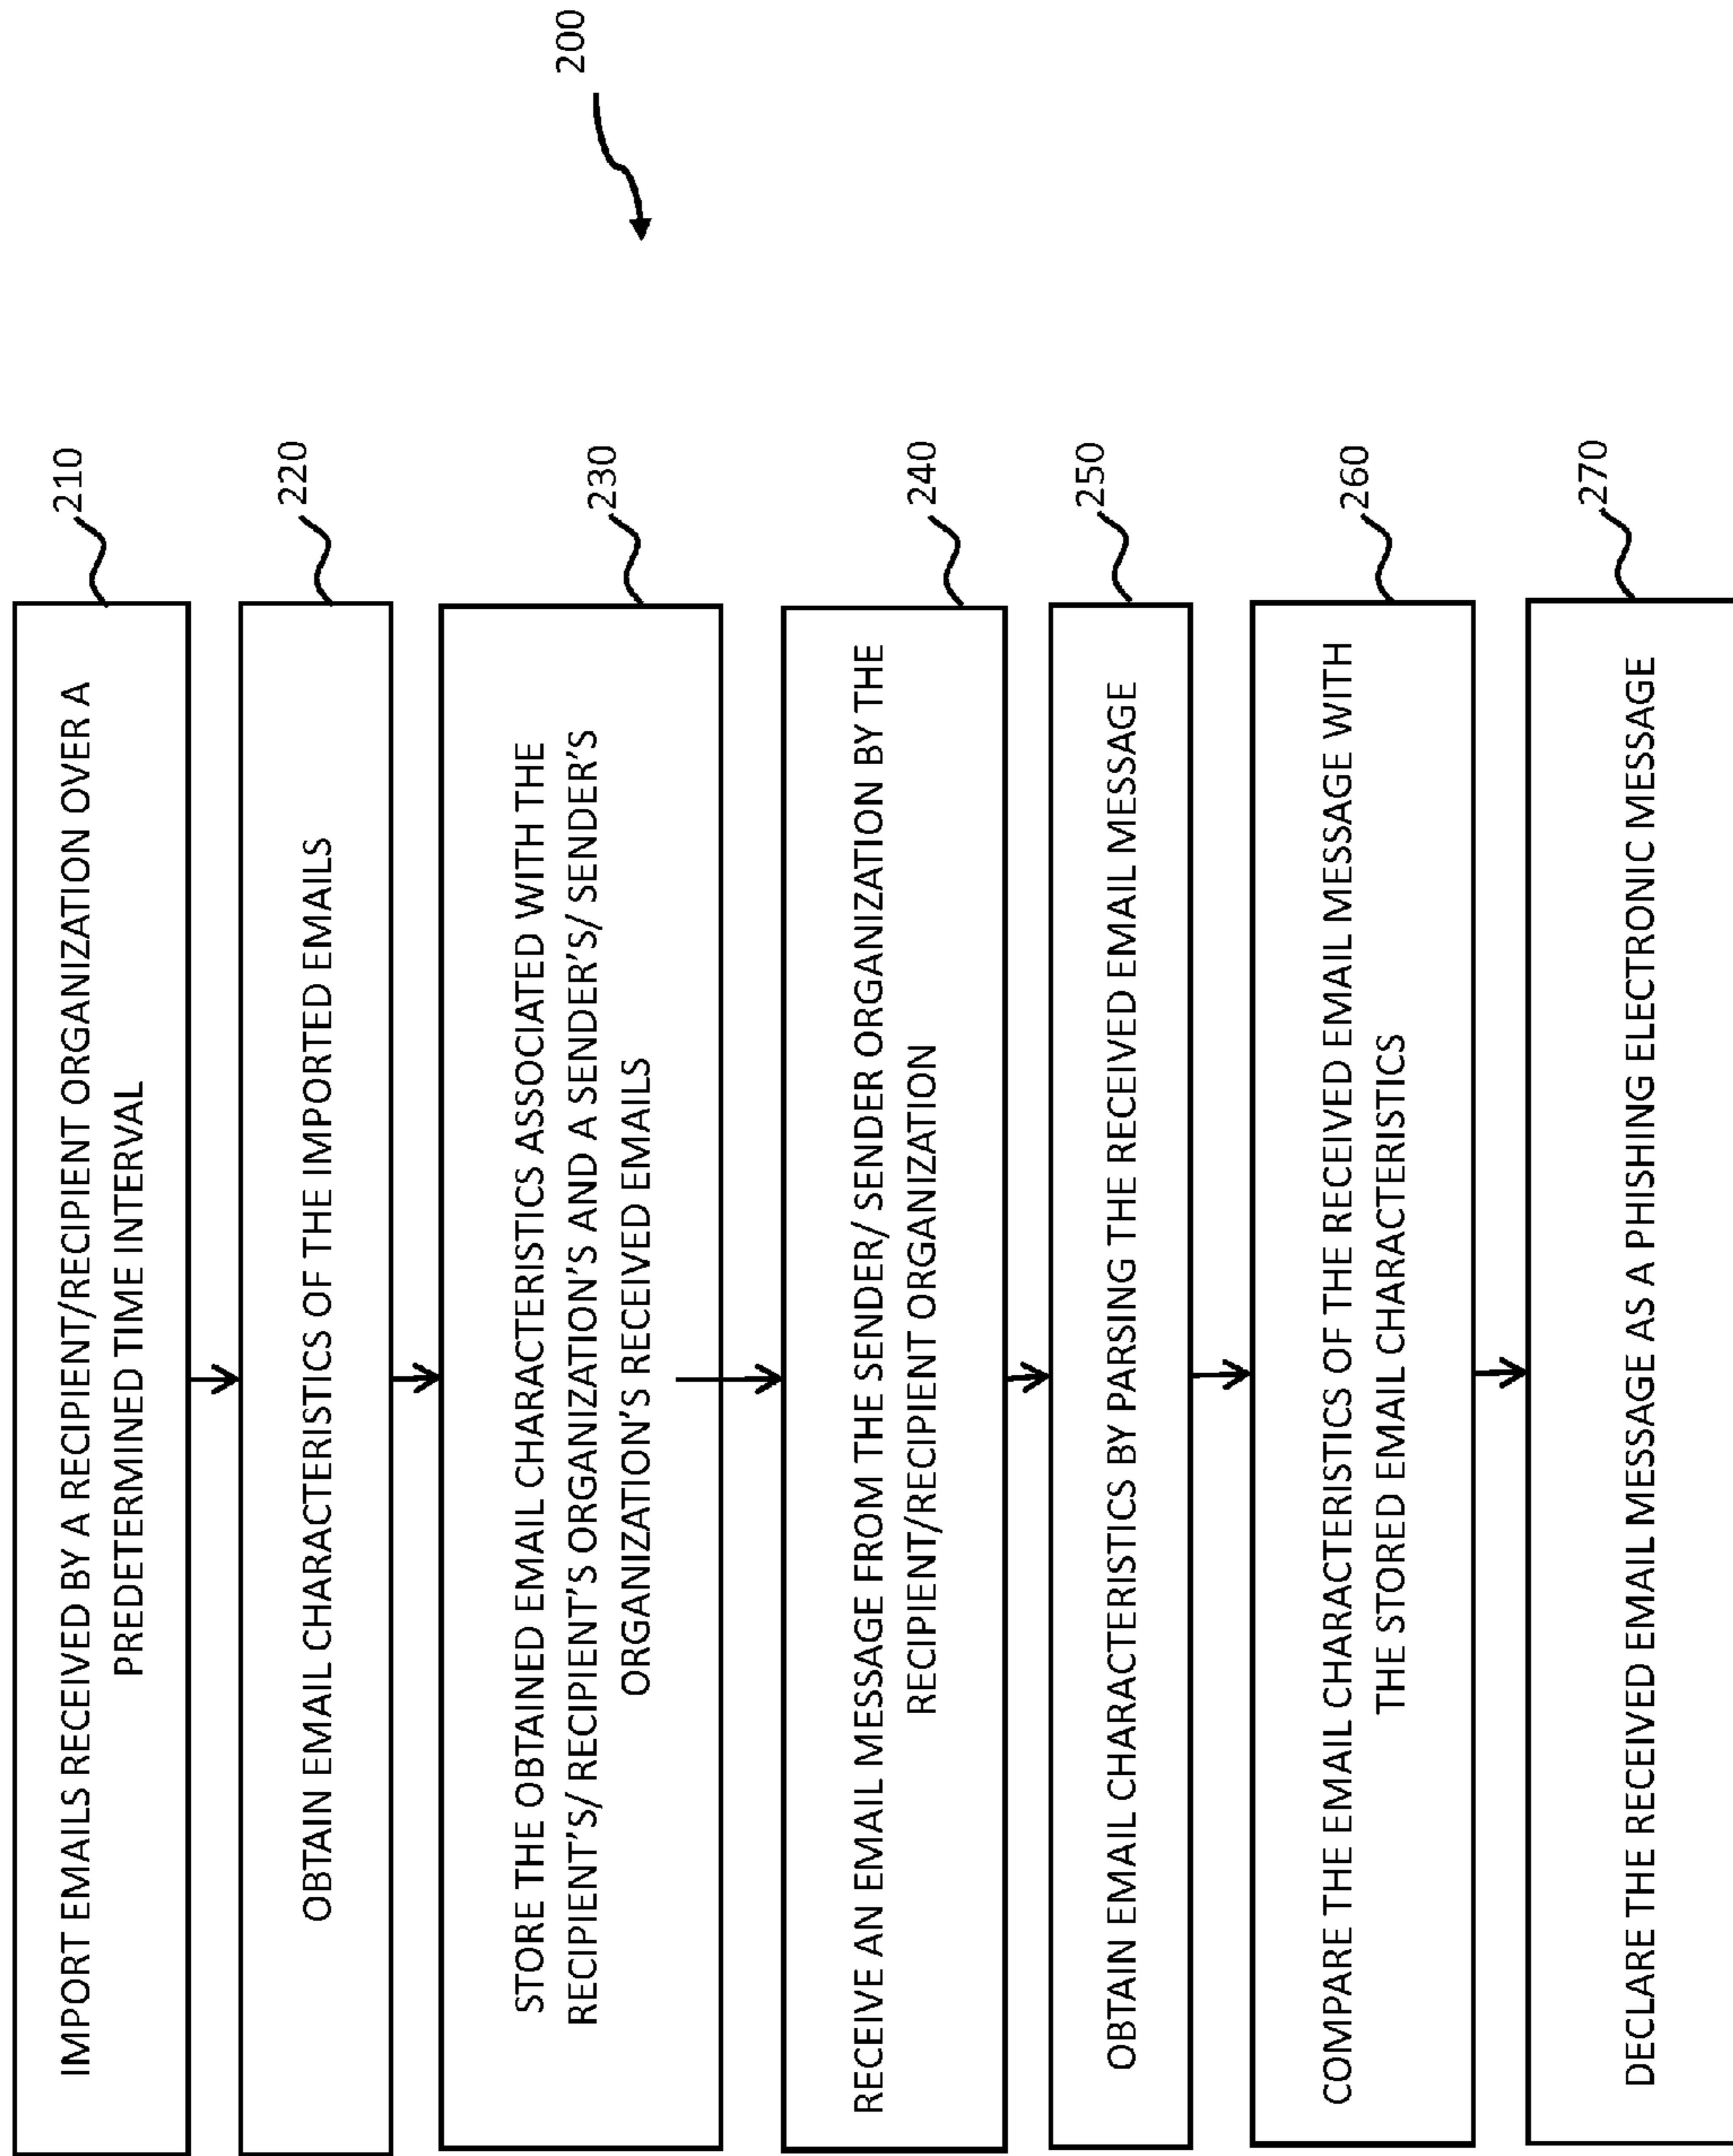 200
IMPORT EMAILS RECEIVED BY A RECIPIENT/RECIPIENT ORGANIZATION OVER A
PREDETERMINED TIME INTERVAL
210
OBTAIN EMAIL CHARACTERISTICS OF THE IMPORTED EMAILS
220
STORE THE OBTAINED EMAIL CHARACTERISTICS ASSOCIATED WITH THE
RECIPIENT'S/ RECIPIENT'S ORGANIZATION'S AND A SENDER'S/ SENDER'S
ORGANIZATION'S RECEIVED EMAILS
230
RECEIVE AN EMAIL MESSAGE FROM THE SENDER/ SENDER ORGANIZATION BY THE
RECIPIENT/RECIPIENT ORGANIZATION
240
OBTAIN EMAIL CHARACTERISTICS BY PARSING THE RECEIVED EMAIL MESSAGE
250
COMPARE THE EMAIL CHARACTERISTICS OF THE RECEIVED EMAIL MESSAGE WITH
THE STORED EMAIL CHARACTERISTICS
260
DECLARE THE RECEIVED EMAIL MESSAGE AS A PHISHING ELECTRONIC MESSAGE
270